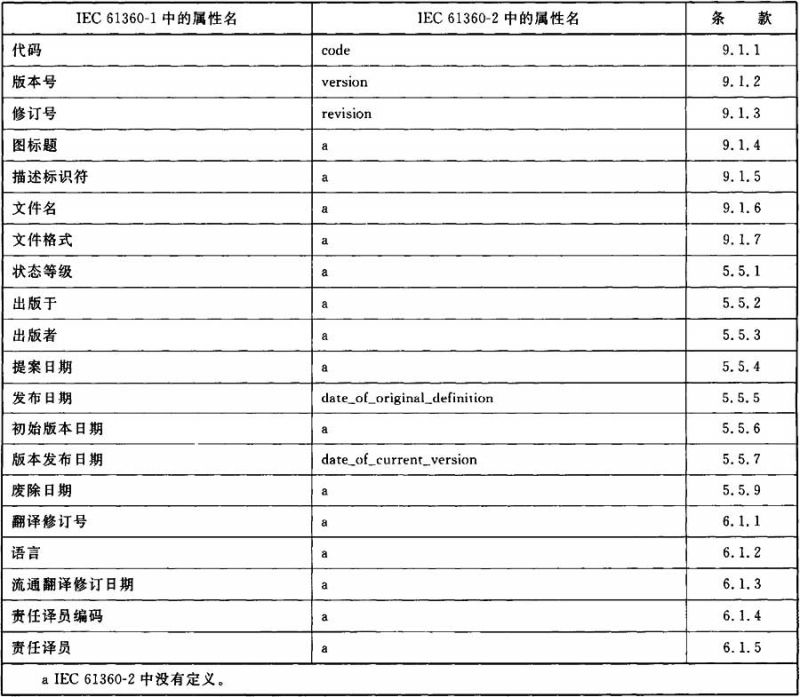 IEC 61360-1 中的属性名 IEC 61360-2 中的属性名 条 款
代码 code 9.1.1
版本号 version 9.1.2
修订号 revision 9.1.3
图标题 a 9.1.4
描述标识符 a 9.1.5
文件名 a 9.1.6
文件格式 a 9.1.7
状态等级 a 5.5.1
出版于 a 5.5.2
出版者 a 5.5.3
提案日期 a 5.5.4
发布日期 date_of_original_definition 5.5.5
初始版本日期 a 5.5.6
版本发布日期 date_of_current_version 5.5.7
废除日期 a 5.5.9
翻译修订号 a 6.1.1
语言 a 6.1.2
流通翻译修订日期 a 6.1.3
责任译员编码 a 6.1.4
责任译员 a 6.1.5
a IEC 61360-2 中没有定义。